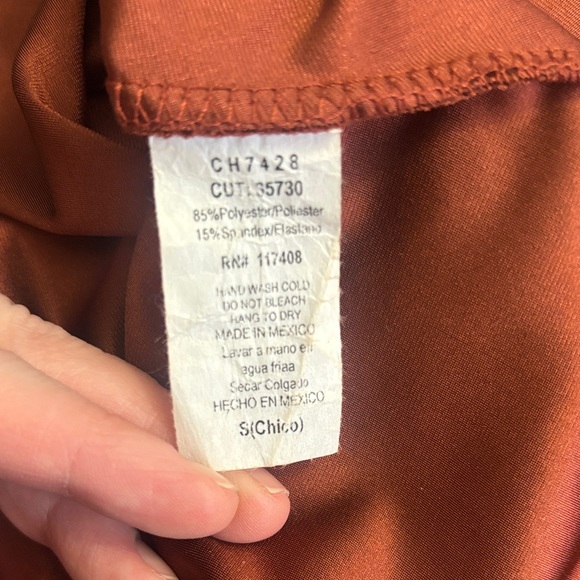 CH7428
CUT:35730
85%Polyester/Poliester
15%Spandex/Elastano
RN# 117408
HAND WASH COLD
DO NOT BLEACH
HANG TO DRY
MADE IN MEXICO
Lavar a mano en
agua friaa
Secar Colgado
HECHO EN MEXICO
S(Chico)